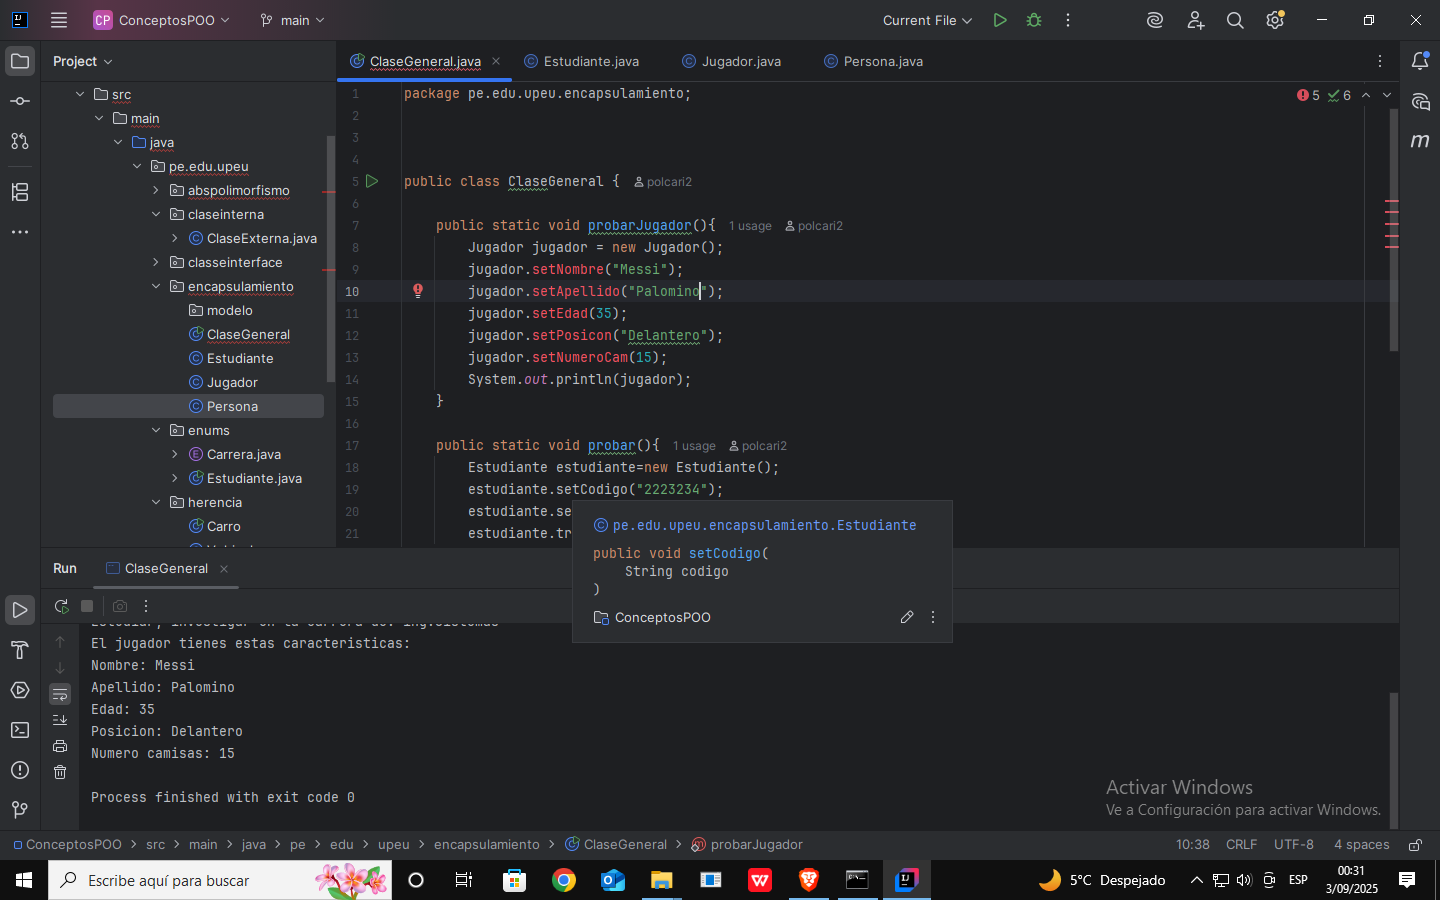 CP ConceptosPOO
main
Current File
Project
ClaseGeneral.java
Estudiante.java
Jugador.java
Persona.java
src
main
java
pe.edu.upeu
abspolimorfismo
claseinterna
ClaseExterna.java
classeinterface
encapsulamiento
modelo
ClaseGeneral
Estudiante
Jugador
Persona
enums
Carrera.java
Estudiante.java
herencia
Carro
5 6
1 package pe.edu.upeu.encapsulamiento;
2
3
4
5 public class ClaseGeneral { polcari2
6
7 public static void probarJugador(){ 1 usage polcari2
8 Jugador jugador = new Jugador();
9 jugador.setNombre("Messi");
10 jugador.setApellido("Palomino");
11 jugador.setEdad(35);
12 jugador.setPosicon("Delantero");
13 jugador.setNumeroCam(15);
14 System.out.println(jugador);
15 }
16
17 public static void probar(){ 1 usage polcari2
18 Estudiante estudiante=new Estudiante();
19 estudiante.setCodigo("2223234");
20 estudiante.se
21 estudiante.tr
pe.edu.upeu.encapsulamiento.Estudiante
public void setCodigo(
String codigo
)
ConceptosPOO
Run ClaseGeneral
El jugador tienes estas caracteristicas:
Nombre: Messi
Apellido: Palomino
Edad: 35
Posicion: Delantero
Numero camisas: 15
Process finished with exit code 0
Activar Windows
Ve a Configuración para activar Windows.
ConceptosPOO > src > main > java > pe > edu > upeu > encapsulamiento > ClaseGeneral > probarJugador
10:38 CRLF UTF-8 4 spaces
Escribe aquí para buscar
5°C Despejado
ESP
00:31
3/09/2025